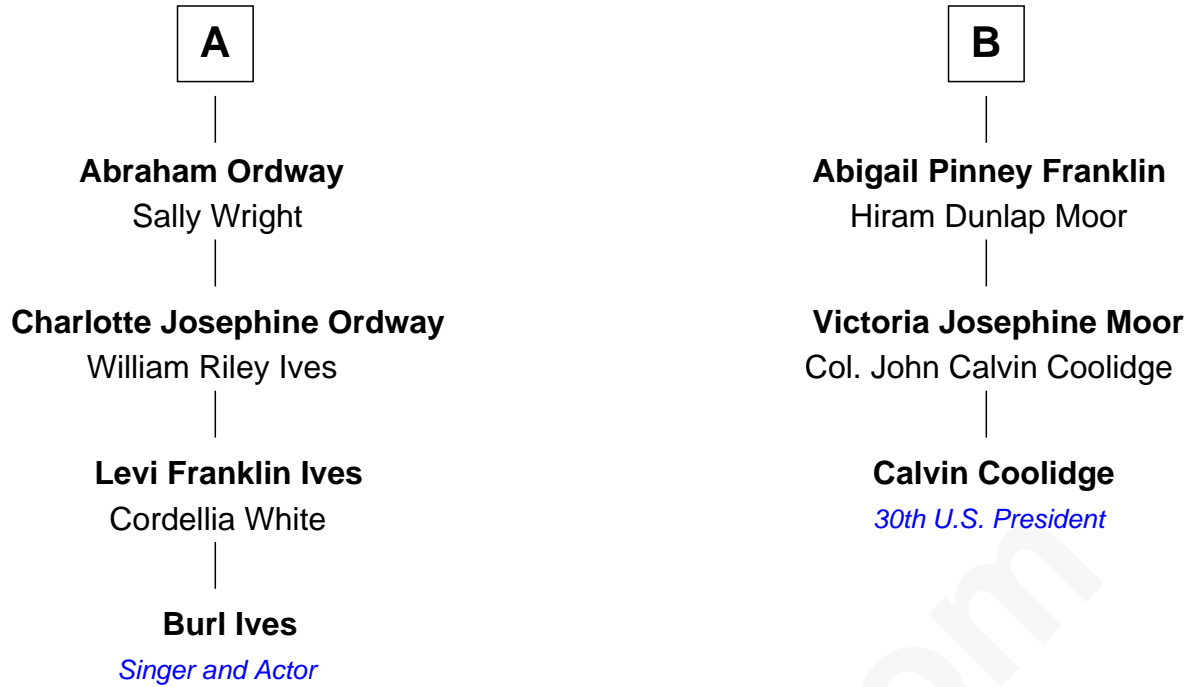 A
Abraham Ordway
Sally Wright
Charlotte Josephine Ordway
William Riley Ives
Levi Franklin Ives
Cordellia White
Burl Ives
Singer and Actor
B
Abigail Pinney Franklin
Hiram Dunlap Moor
Victoria Josephine Moor
Col. John Calvin Coolidge
Calvin Coolidge
30th U.S. President
om